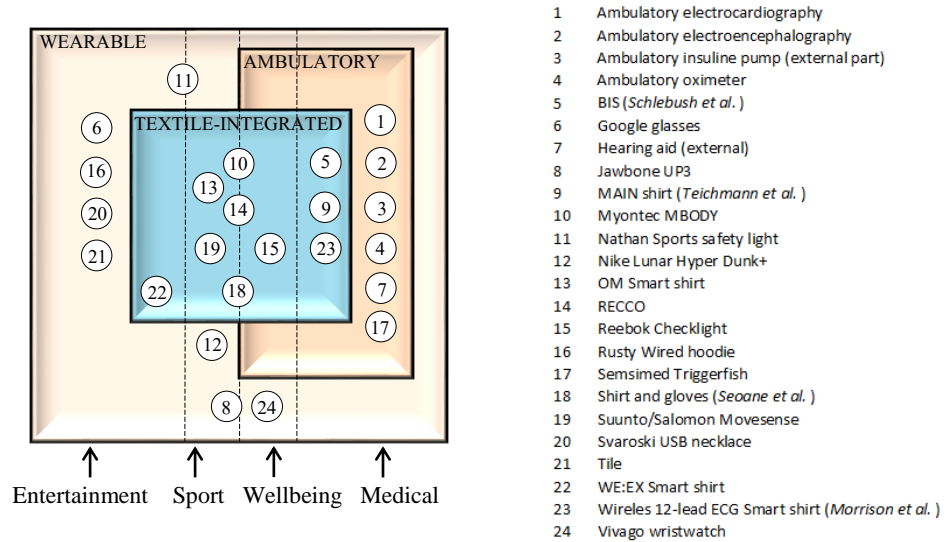 WEARABLE
AMBULATORY
11
TEXTILE-INTEGRATED
6
1
10
5
2
16
13
9
3
20
14
19
15
23
4
21
22
18
7
12
17
8
24
Entertainment Sport Wellbeing Medical
1 Ambulatory electrocardiography
2 Ambulatory electroencephalography
3 Ambulatory insuline pump (external part)
4 Ambulatory oximeter
5 BIS (Schlebush et al. )
6 Google glasses
7 Hearing aid (external)
8 Jawbone UP3
9 MAIN shirt (Teichmann et al. )
10 Myontec MBODY
11 Nathan Sports safety light
12 Nike Lunar Hyper Dunk+
13 OM Smart shirt
14 RECCO
15 Reebok Checklight
16 Rusty Wired hoodie
17 Semsimed Triggerfish
18 Shirt and gloves (Seoane et al. )
19 Suunto/Salomon Movesense
20 Svaroski USB necklace
21 Tile
22 WE:EX Smart shirt
23 Wireles 12-lead ECG Smart shirt (Morrison et al. )
24 Vivago wristwatch